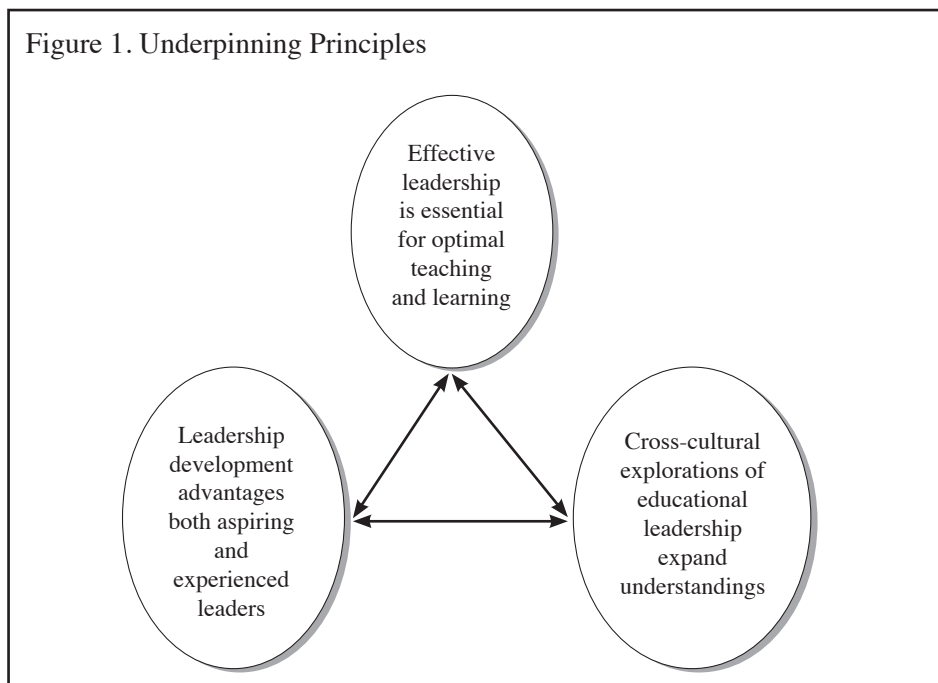 Figure 1. Underpinning Principles
Effective
leadership
is essential
for optimal
teaching
and learning
Leadership
development
advantages
both aspiring
and
experienced
leaders
Cross-cultural
explorations of
educational
leadership
expand
understandings